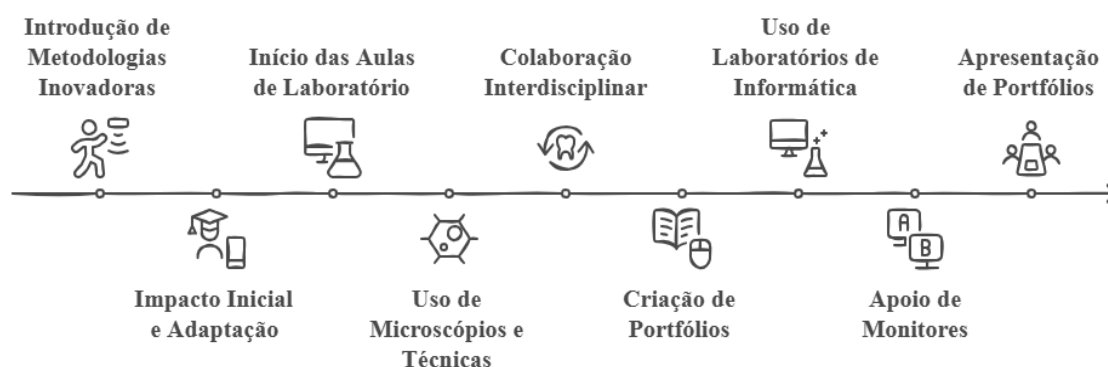 Introdução de
Metodologias
Inovadoras
Impacto Inicial
e Adaptação
Início das Aulas
de Laboratório
Uso de
Microscópios e
Técnicas
Colaboração
Interdisciplinar
Criação de
Portfólios
Uso de
Laboratórios de
Informática
A
B
Apoio de
Monitores
Apresentação
de Portfólios